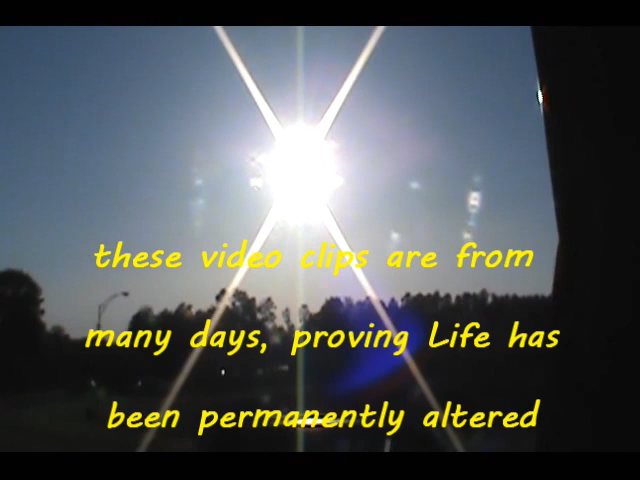 these video clips are from
many days, proving Life has
been permanently altered